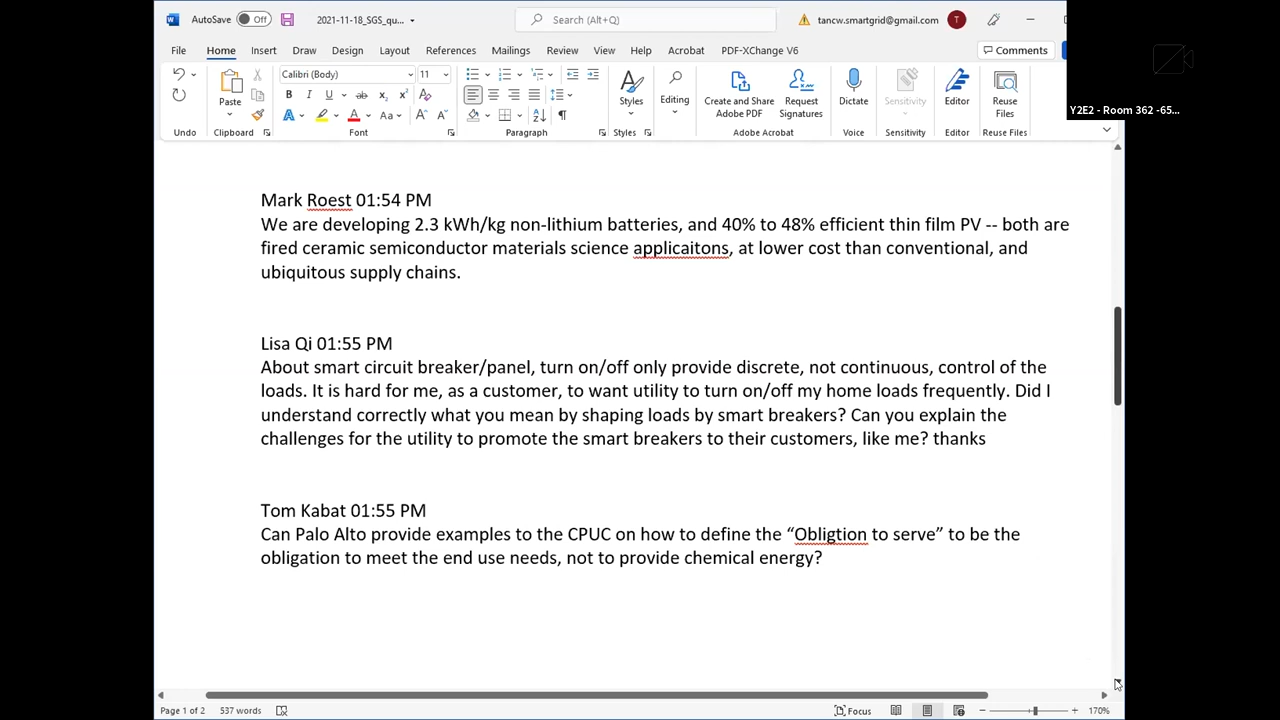 AutoSave Off 2021-11-18_SGS_qu... Search (Alt+Q) tancw.smartgrid@gmail.com T
File Home Insert Draw Design Layout References Mailings Review View Help Acrobat PDF-XChange V6 Comments
Calibri (Body) 11
Paste Styles Editing Create and Share Adobe PDF Request Signatures Dictate Sensitivity Editor Reuse Files
Undo Clipboard Font Paragraph Styles Adobe Acrobat Voice Sensitivity Editor Reuse Files
Y2E2 - Room 362 -65...
Mark Roest 01:54 PM
We are developing 2.3 kWh/kg non-lithium batteries, and 40% to 48% efficient thin film PV -- both are
fired ceramic semiconductor materials science applicaitons, at lower cost than conventional, and
ubiquitous supply chains.
Lisa Qi 01:55 PM
About smart circuit breaker/panel, turn on/off only provide discrete, not continuous, control of the
loads. It is hard for me, as a customer, to want utility to turn on/off my home loads frequently. Did I
understand correctly what you mean by shaping loads by smart breakers? Can you explain the
challenges for the utility to promote the smart breakers to their customers, like me? thanks
Tom Kabat 01:55 PM
Can Palo Alto provide examples to the CPUC on how to define the “Obligtion to serve” to be the
obligation to meet the end use needs, not to provide chemical energy?
Page 1 of 2 537 words Focus 170%